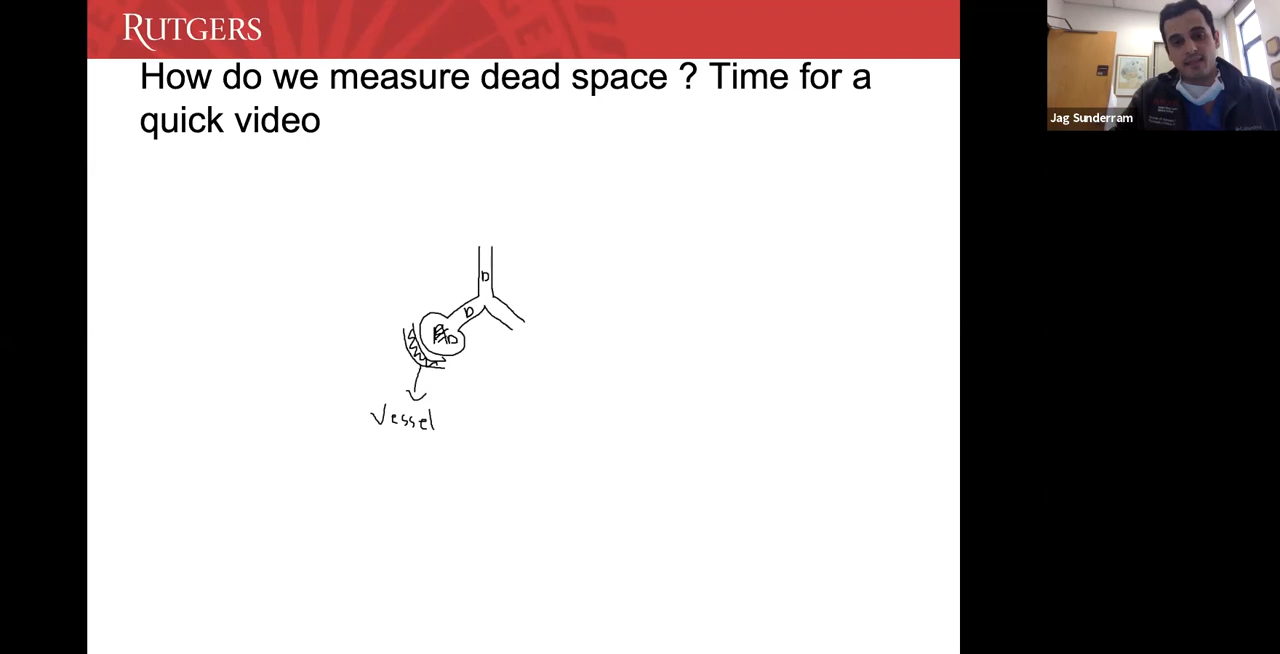 RUTGERS
How do we measure dead space ? Time for a
quick video
Jag Sunderram
D
D
D
Vessel